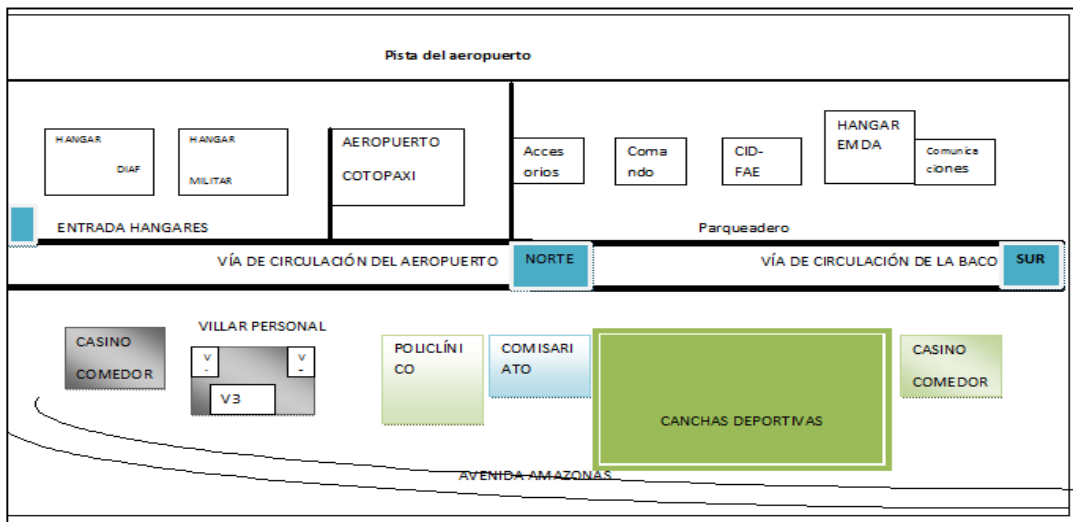 Pista del aeropuerto
HANGAR
DIAF
HANGAR
MILITAR
AEROPUERTO
COTOPAXI
Acces
orios
Coma
ndo
CID-
FAE
HANGAR
EMDA
Comunica
ciones
ENTRADA HANGARES
Parqueadero
VÍA DE CIRCULACIÓN DEL AEROPUERTO
NORTE
VÍA DE CIRCULACIÓN DE LA BACO
SUR
CASINO
COMEDOR
VILLAR PERSONAL
V
-
V
-
V3
POLICLÍNI
CO
COMISARI
ATO
CANCHAS DEPORTIVAS
CASINO
COMEDOR
AVENIDA AMAZONAS